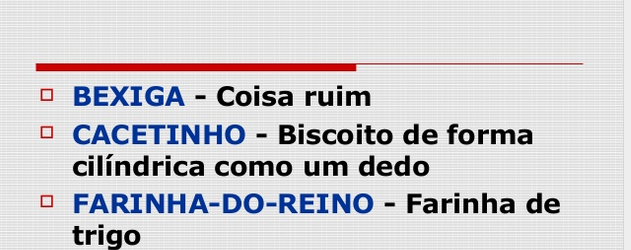 BEXIGA - Coisa ruim
CACETINHO - Biscoito de forma
cilíndrica como um dedo
FARINHA-DO-REINO - Farinha de
trigo